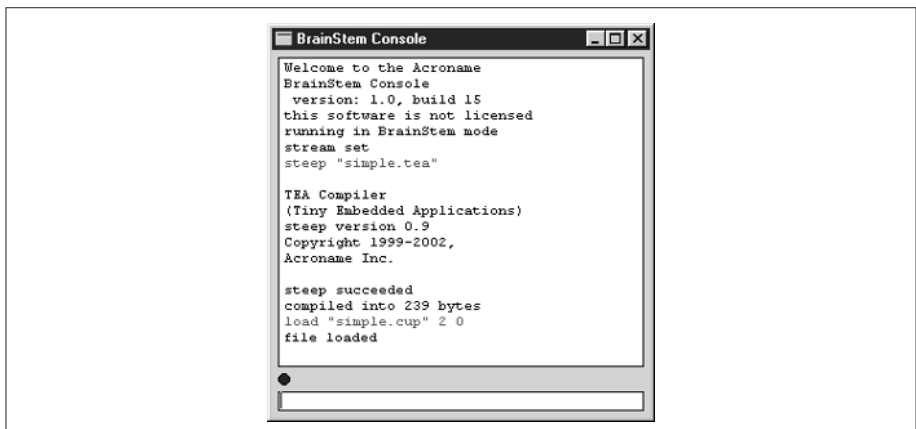 BrainStem Console
Welcome to the Acroname
BrainStem Console
version: 1.0, build 15
this software is not licensed
running in BrainStem mode
stream set
steep "simple.tea"
TEA Compiler
(Tiny Embedded Applications)
steep version 0.9
Copyright 1999-2002,
Acroname Inc.
steep succeeded
compiled into 239 bytes
load "simple.cup" 2 0
file loaded